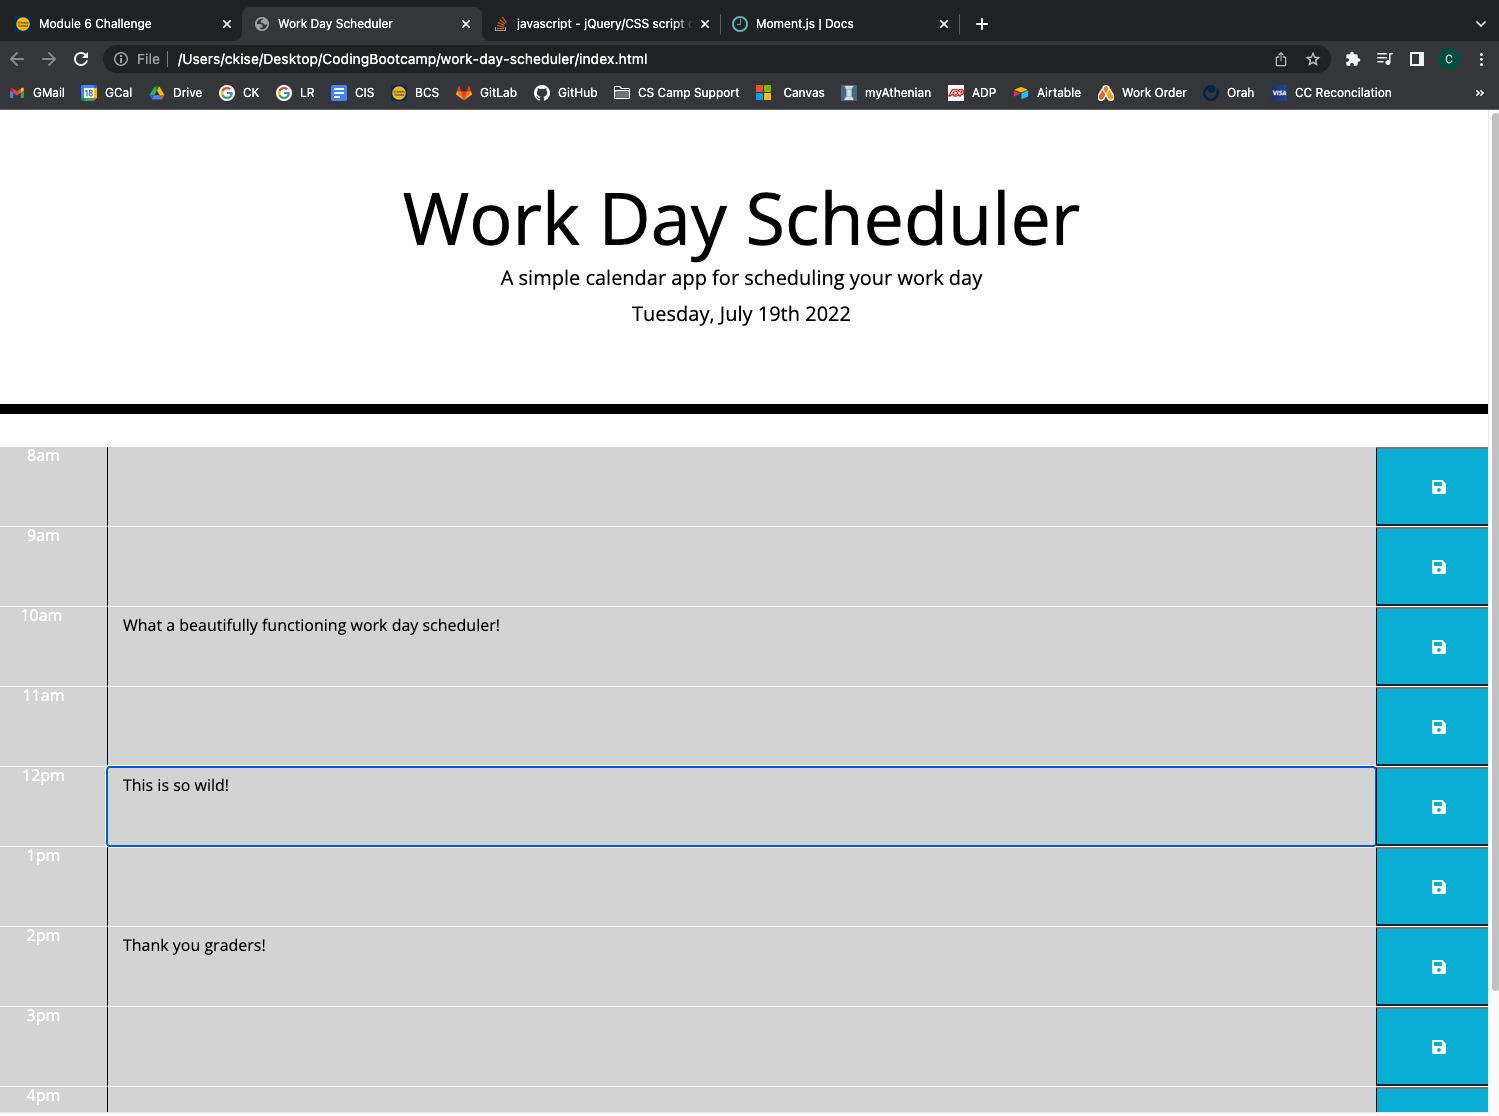 Module 6 Challenge
Work Day Scheduler
javascript - jQuery/CSS script
Moment.js | Docs
File
/Users/ckise/Desktop/CodingBootcamp/work-day-scheduler/index.html
C
GMail
18 GCal
Drive
CK
LR
CIS
BCS
GitLab
GitHub
CS Camp Support
Canvas
myAthenian
ADP
Airtable
Work Order
Orah
VISA CC Reconcilation
»
Work Day Scheduler
A simple calendar app for scheduling your work day
Tuesday, July 19th 2022
8am
9am
10am
What a beautifully functioning work day scheduler!
11am
12pm
This is so wild!
1pm
2pm
Thank you graders!
3pm
4pm